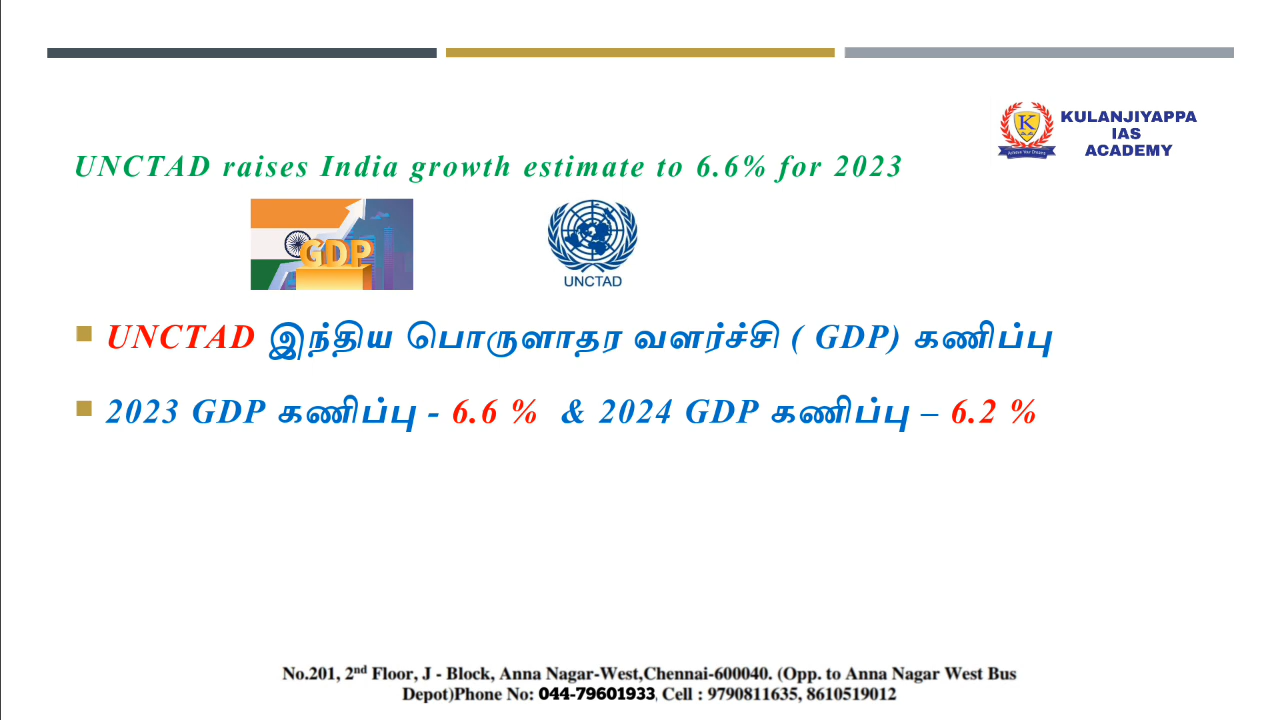 KULANJIYAPPA
IAS
ACADEMY
UNCTAD raises India growth estimate to 6.6% for 2023
GDP
UNCTAD
UNCTAD இந்திய பொருளாதர வளர்ச்சி ( GDP) கணிப்பு
2023 GDP கணிப்பு - 6.6 % & 2024 GDP கணிப்பு – 6.2 %
No.201, 2nd Floor, J - Block, Anna Nagar-West,Chennai-600040. (Opp. to Anna Nagar West Bus
Depot)Phone No: 044-79601933, Cell : 9790811635, 8610519012